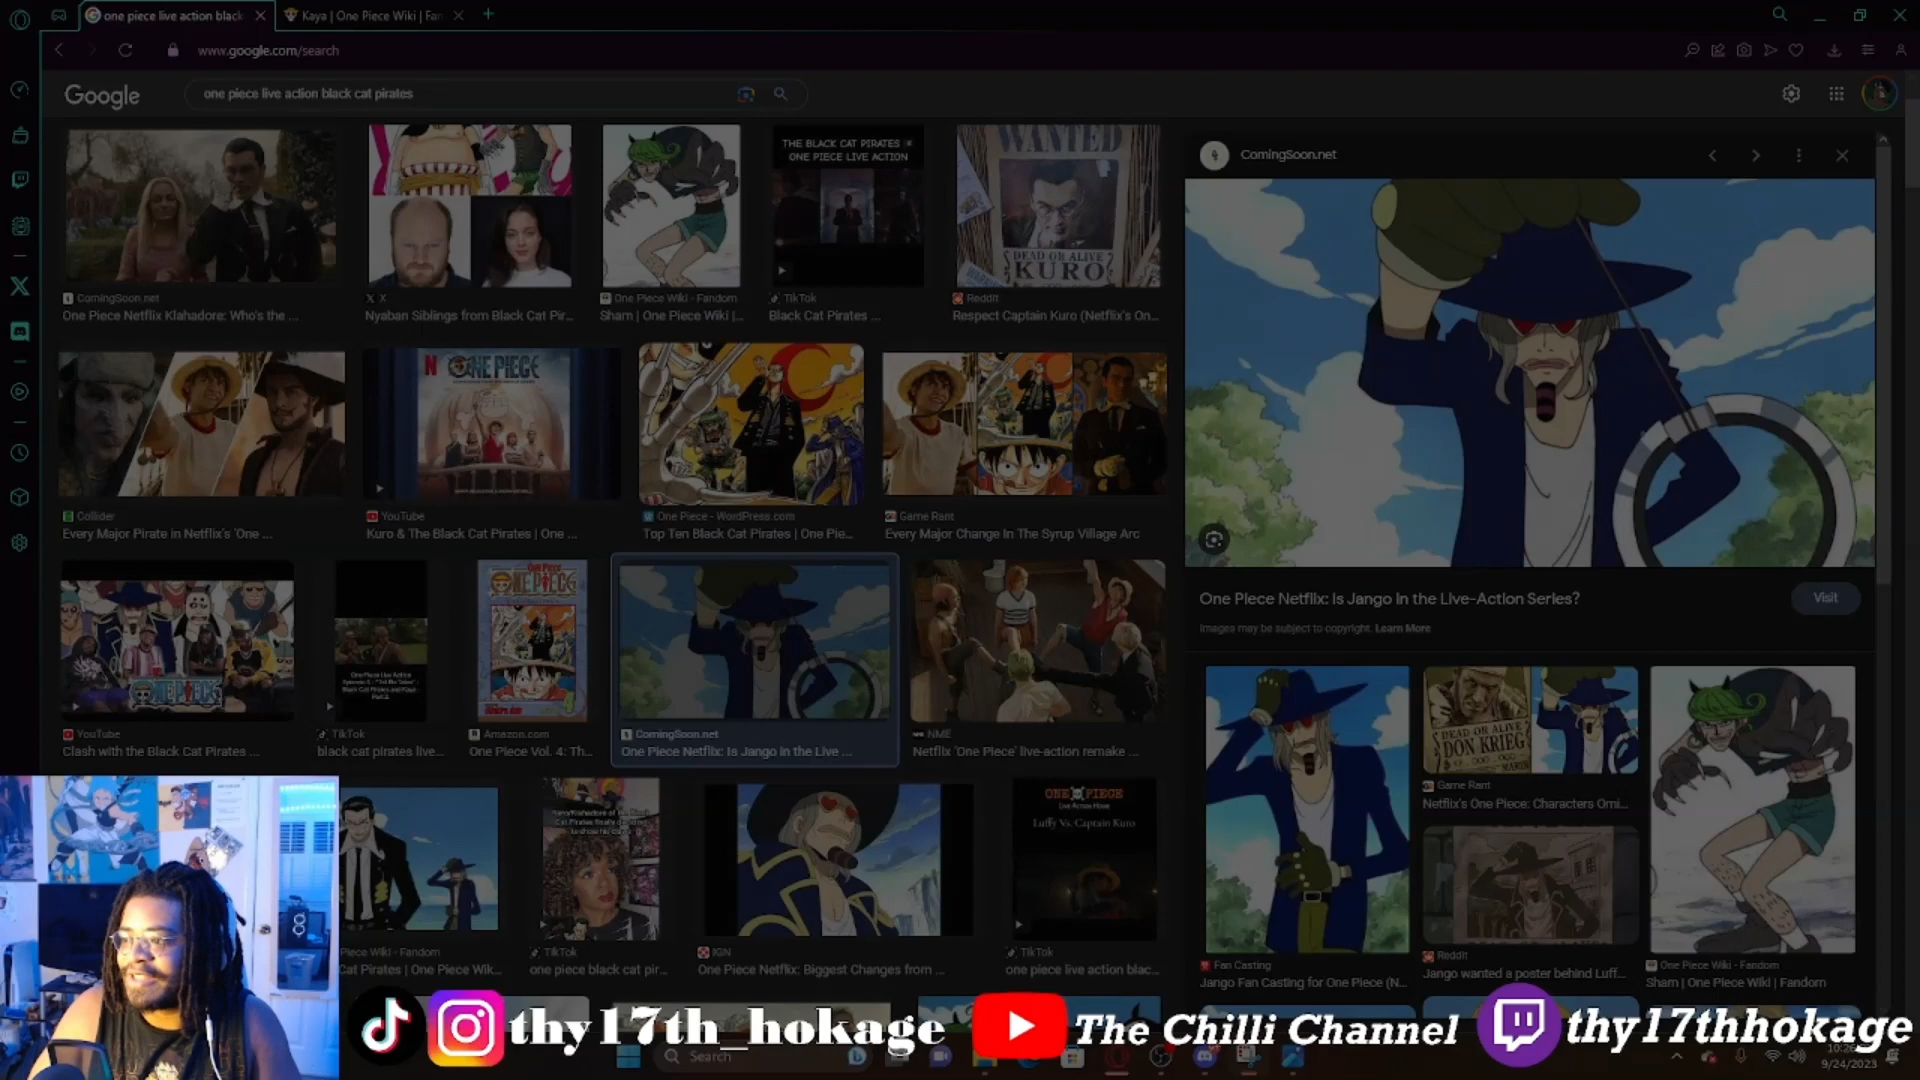 one piece live action black
Kaya | One Piece Wiki | Fan
www.google.com/search
Google
one piece live action black cat pirates
THE BLACK CAT PIRATES
ONE PIECE LIVE ACTION
WANTED
DEAD OR ALIVE
KURO
ComingSoon.net
One Piece Netflix Klahadore: Who's the ...
X
Nyaban Siblings from Black Cat Pir...
One Piece Wiki - Fandom
Sham | One Piece Wiki |...
TikTok
Black Cat Pirates ...
Reddit
Respect Captain Kuro (Netflix's On...
ComingSoon.net
N ONE PIECE
Collider
Every Major Pirate in Netflix's 'One ...
YouTube
Kuro & The Black Cat Pirates | One ...
One Piece - WordPress.com
Top Ten Black Cat Pirates | One Pie...
Game Rant
Every Major Change In The Syrup Village Arc
ONE PIECE
ONE PIECE
YouTube
Clash with the Black Cat Pirates ...
TikTok
black cat pirates live...
Amazon.com
One Piece Vol. 4: Th...
ComingSoon.net
One Piece Netflix: Is Jango in the Live ...
NME
Netflix 'One Piece' live-action remake ...
One Piece Netflix: Is Jango in the Live-Action Series?
Visit
Images may be subject to copyright. Learn More
DEAD OR ALIVE
DON KRIEG
Game Rant
Netflix's One Piece: Characters Omi...
Fan Casting
Jango Fan Casting for One Piece (N...
Reddit
Jango wanted a poster behind Luff...
One Piece Wiki - Fandom
Sham | One Piece Wiki | Fandom
ONE PIECE
Live Action Move
Luffy Vs. Captain Kuro
Piece Wiki - Fandom
Cat Pirates | One Piece Wik...
TikTok
one piece black cat pir...
IGN
One Piece Netflix: Biggest Changes from ...
TikTok
one piece live action blac...
thy17th_hokage
The Chilli Channel
thy17thhokage
Search
9/24/2023